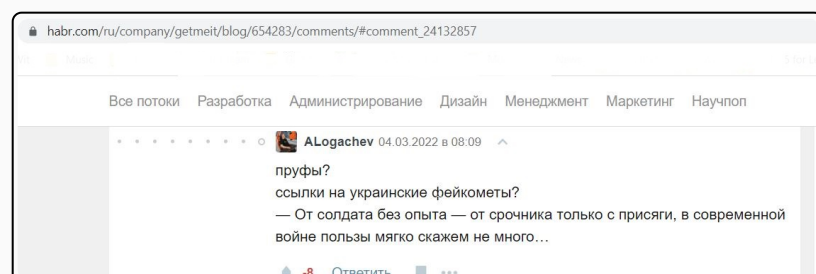 habr.com/ru/company/getmeit/blog/654283/comments/#comment_24132857
Все потоки Разработка Администрирование Дизайн Менеджмент Маркетинг Научпоп
ALogachev 04.03.2022 в 08:09
пруфы?
ссылки на украинские фейкометы?
— От солдата без опыта — от срочника только с присяги, в современной
войне пользы мягко скажем не много…
-8 Ответить